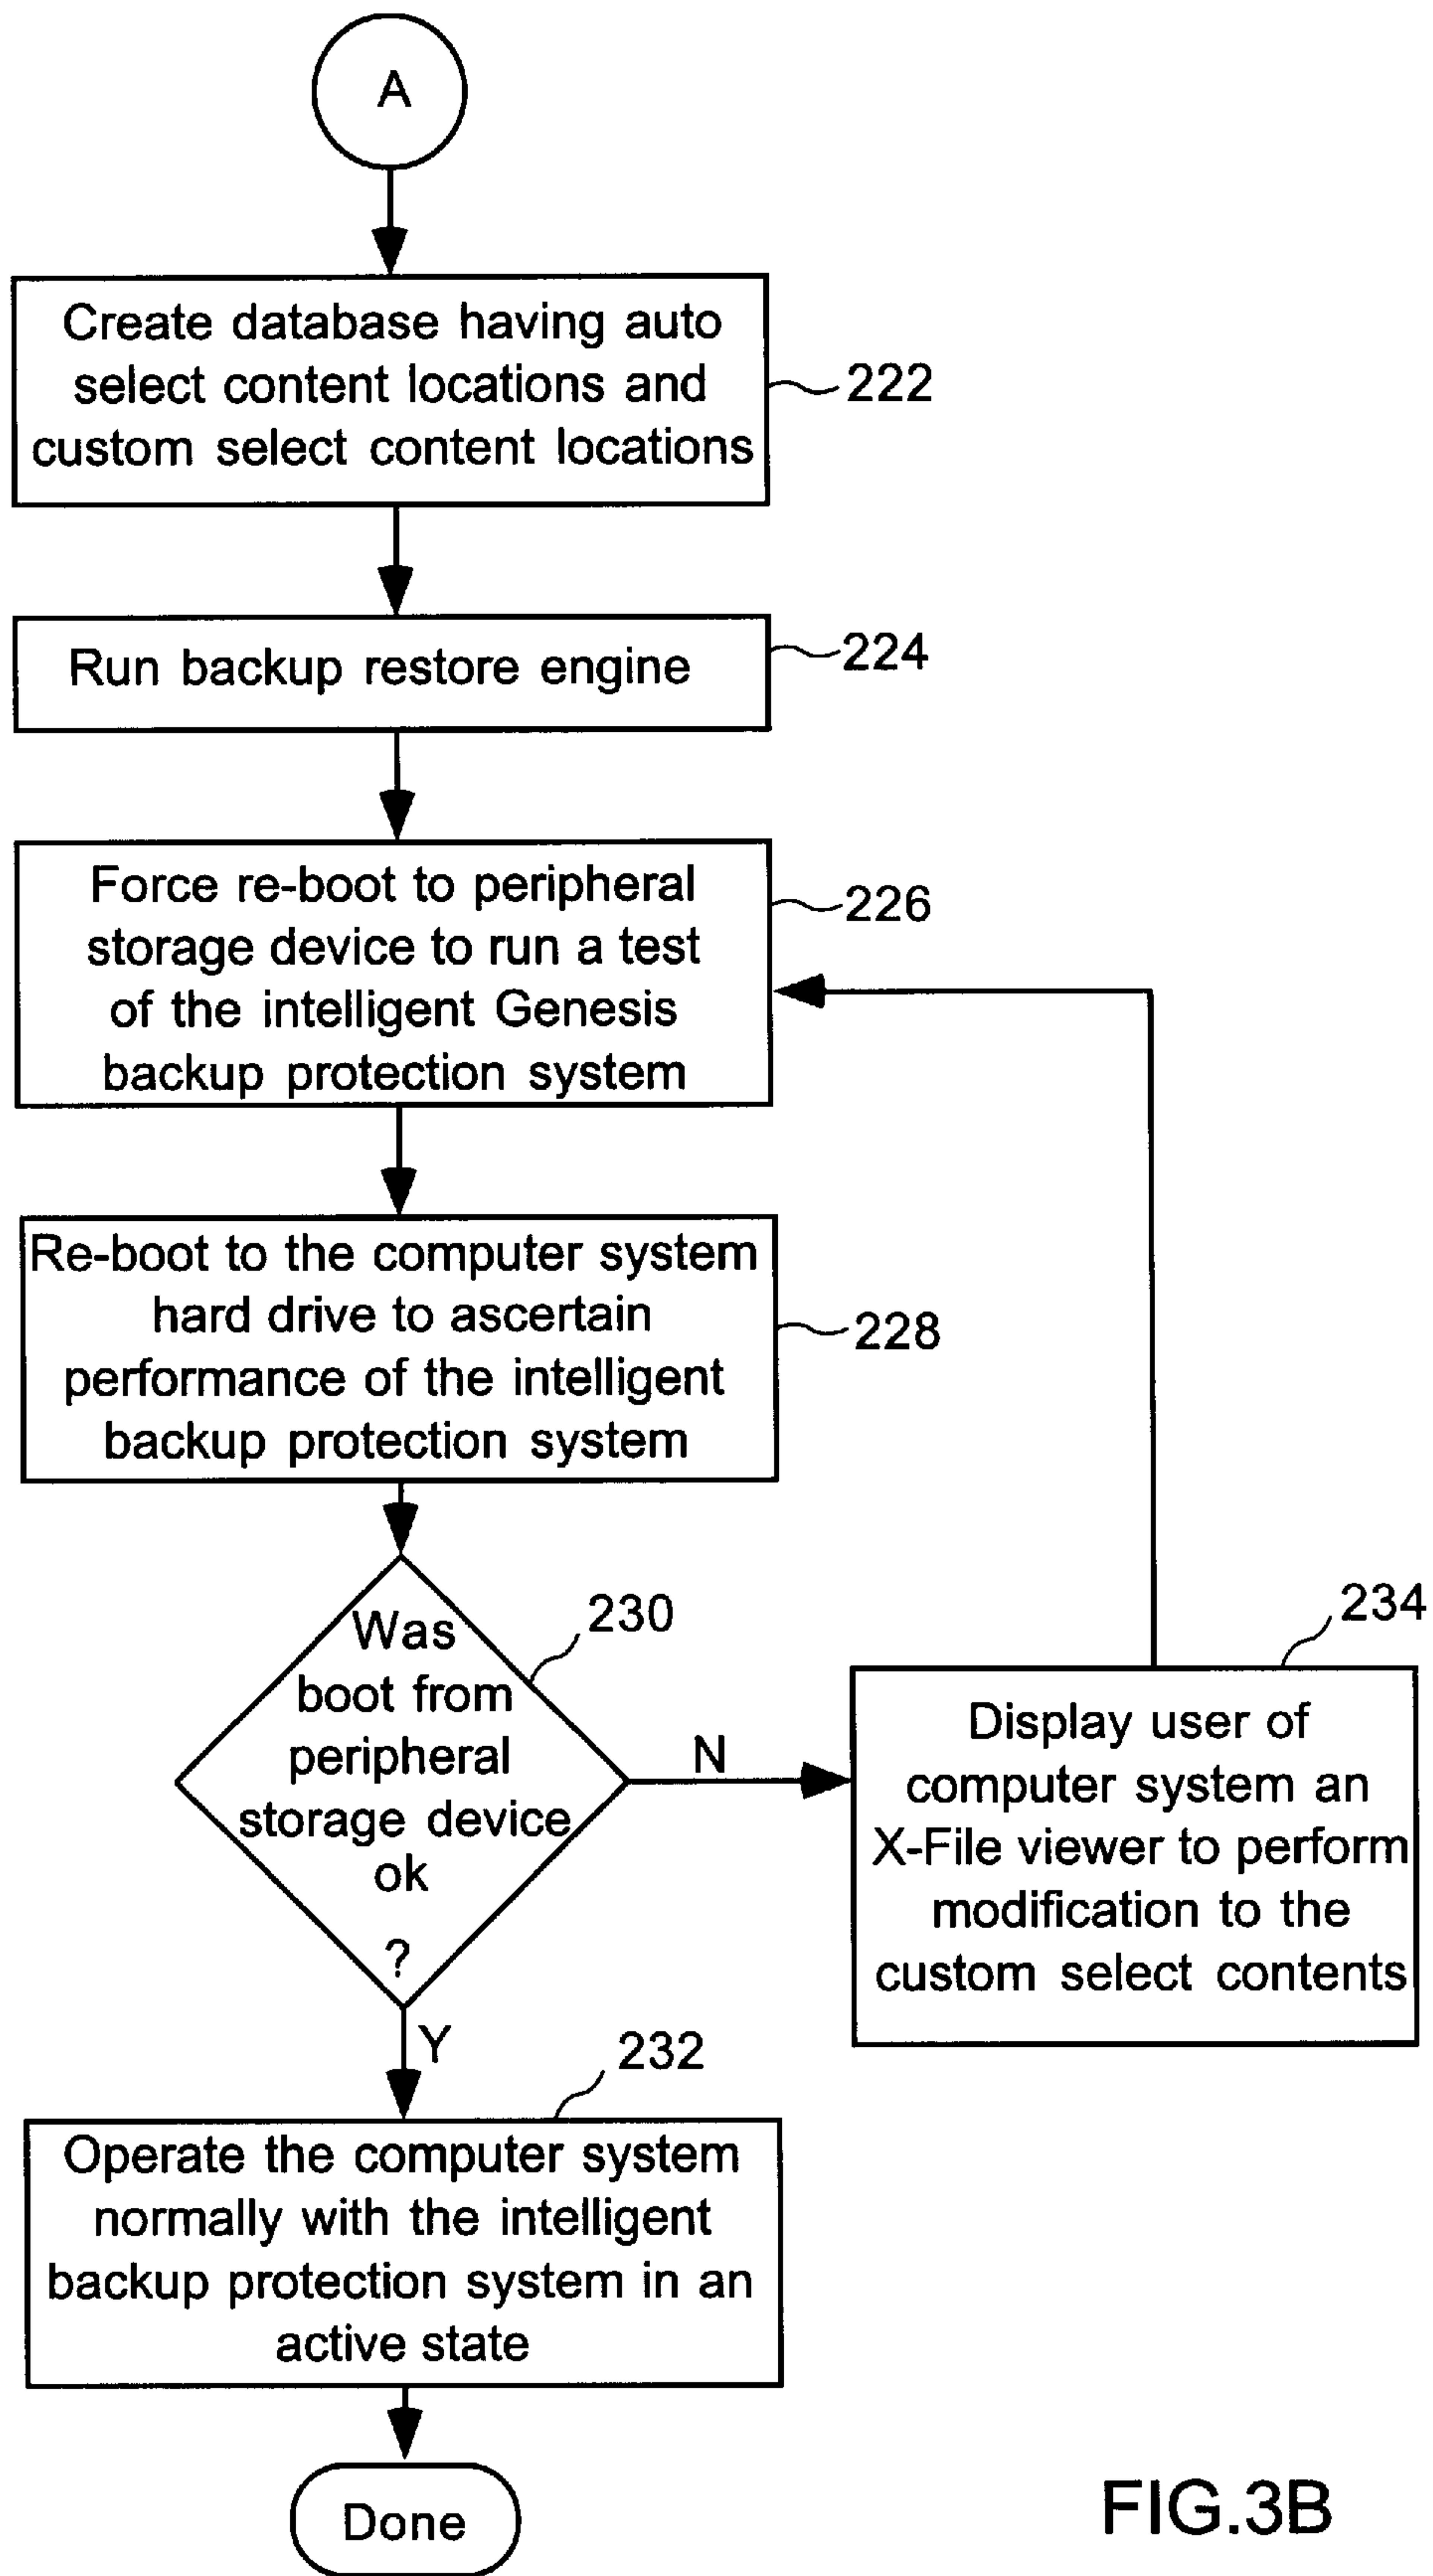 A
Create database having auto
select content locations and
custom select content locations
222
Run backup restore engine
224
Force re-boot to peripheral
storage device to run a test
of the intelligent Genesis
backup protection system
226
Re-boot to the computer system
hard drive to ascertain
performance of the intelligent
backup protection system
228
Was
boot from
peripheral
storage device
ok
?
230
N
Display user of
computer system an
X-File viewer to perform
modification to the
custom select contents
234
Y
232
Operate the computer system
normally with the intelligent
backup protection system in an
active state
Done
FIG.3B